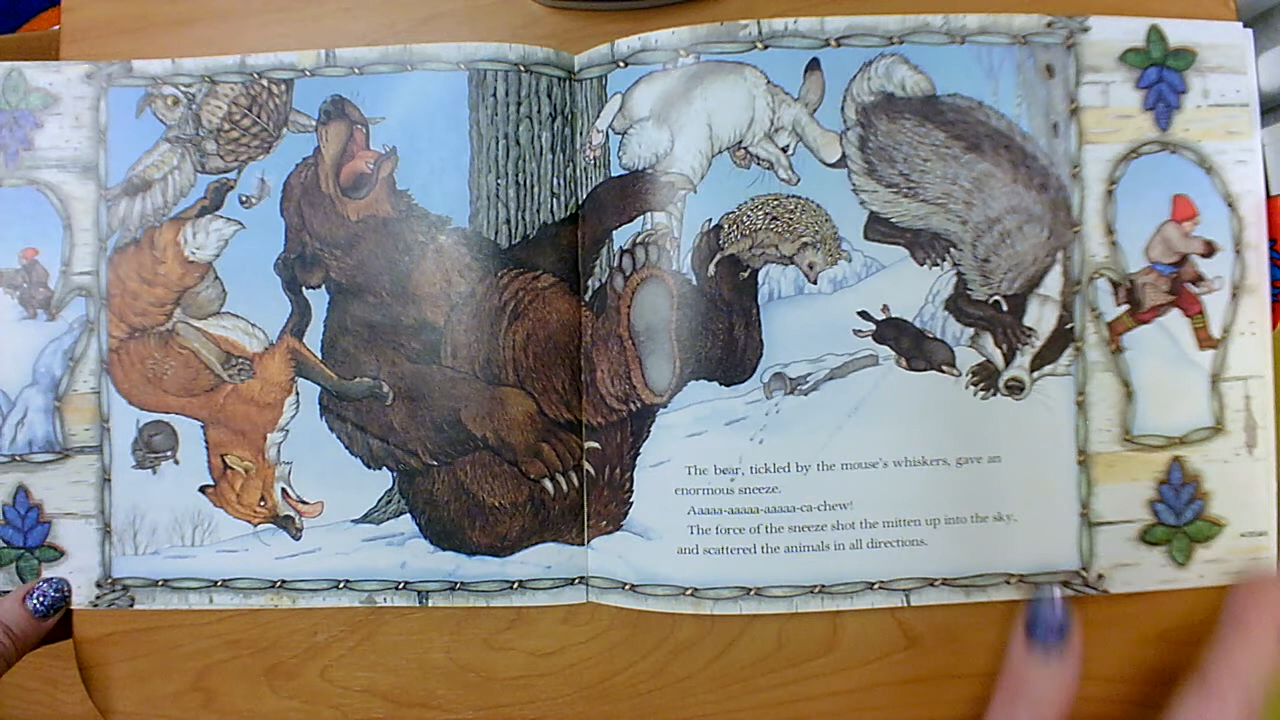 The bear, tickled by the mouse's whiskers, gave an
enormous sneeze.
Aaaaa-aaaaa-aaaaa-ca-chew!
The force of the sneeze shot the mitten up into the sky,
and scattered the animals in all directions.